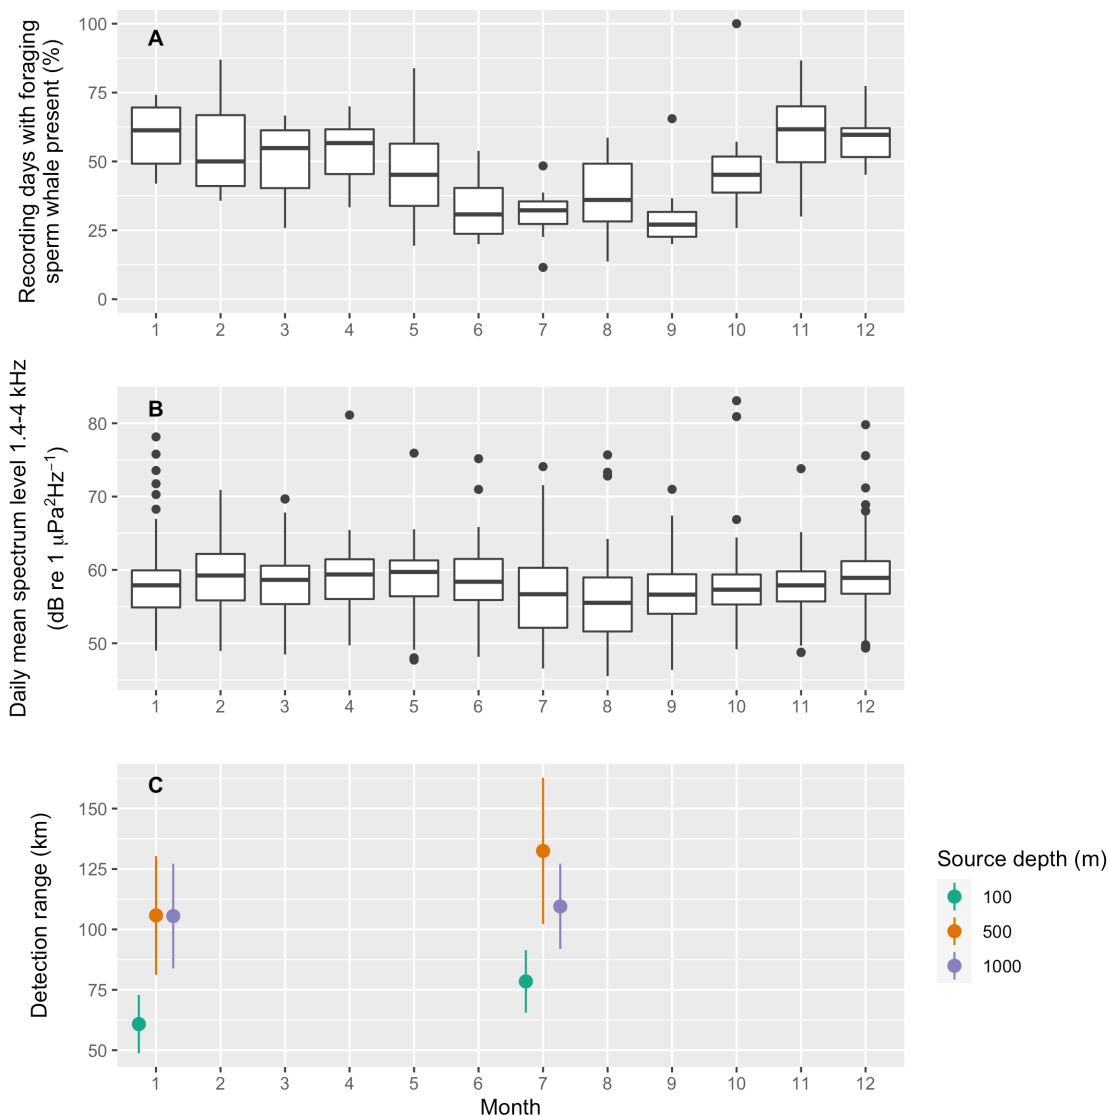 A
Recording days with foraging
sperm whale present (%)
100
75
50
25
0
1 2 3 4 5 6 7 8 9 10 11 12
B
Daily mean spectrum level 1.4-4 kHz
(dB re 1 μPa²Hz⁻¹)
80
70
60
50
1 2 3 4 5 6 7 8 9 10 11 12
C
Detection range (km)
150
125
100
75
50
1 2 3 4 5 6 7 8 9 10 11 12
Month
Source depth (m)
100
500
1000